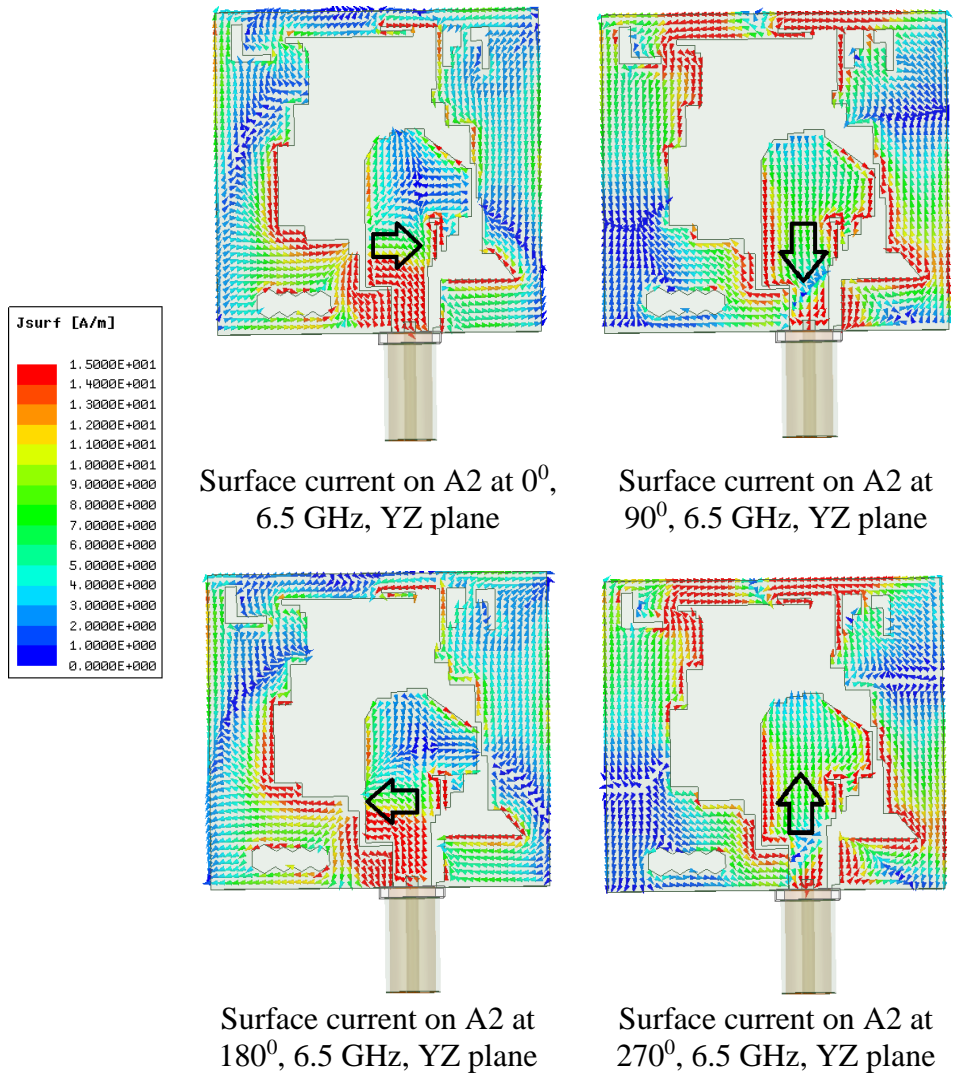 Jsurf [A/m]
1.5000E+001
1.4000E+001
1.3000E+001
1.2000E+001
1.1000E+001
1.0000E+001
9.0000E+000
8.0000E+000
7.0000E+000
6.0000E+000
5.0000E+000
4.0000E+000
3.0000E+000
2.0000E+000
1.0000E+000
0.0000E+000
Surface current on A2 at 0⁰,
6.5 GHz, YZ plane
Surface current on A2 at
90⁰, 6.5 GHz, YZ plane
Surface current on A2 at
180⁰, 6.5 GHz, YZ plane
Surface current on A2 at
270⁰, 6.5 GHz, YZ plane